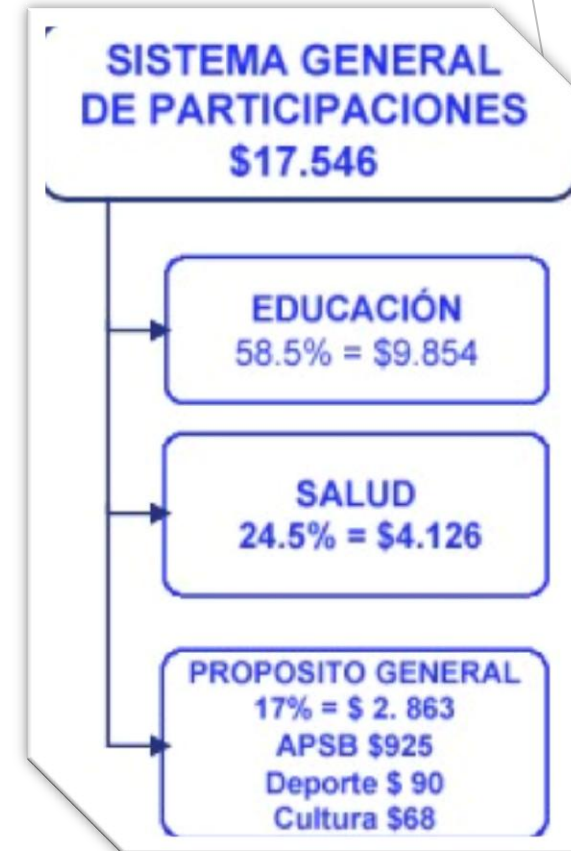 SISTEMA GENERAL
DE PARTICIPACIONES
$17.546
EDUCACIÓN
58.5% = $9.854
SALUD
24.5% = $4.126
PROPOSITO GENERAL
17% = $ 2. 863
APSB $925
Deporte $ 90
Cultura $68